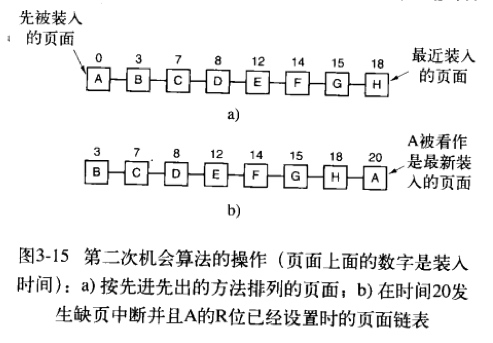 先被装入
的页面
0 3 7 8 12 14 15 18
A B C D E F G H
最近装入
的页面
a)
3 7 8 12 14 15 18 20
B C D E F G H A
A被看作
是最新装
入的页面
b)
图3-15 第二次机会算法的操作（页面上面的数字是装入
时间）：a) 按先进先出的方法排列的页面；b) 在时间20发
生缺页中断并且A的R位已经设置时的页面链表